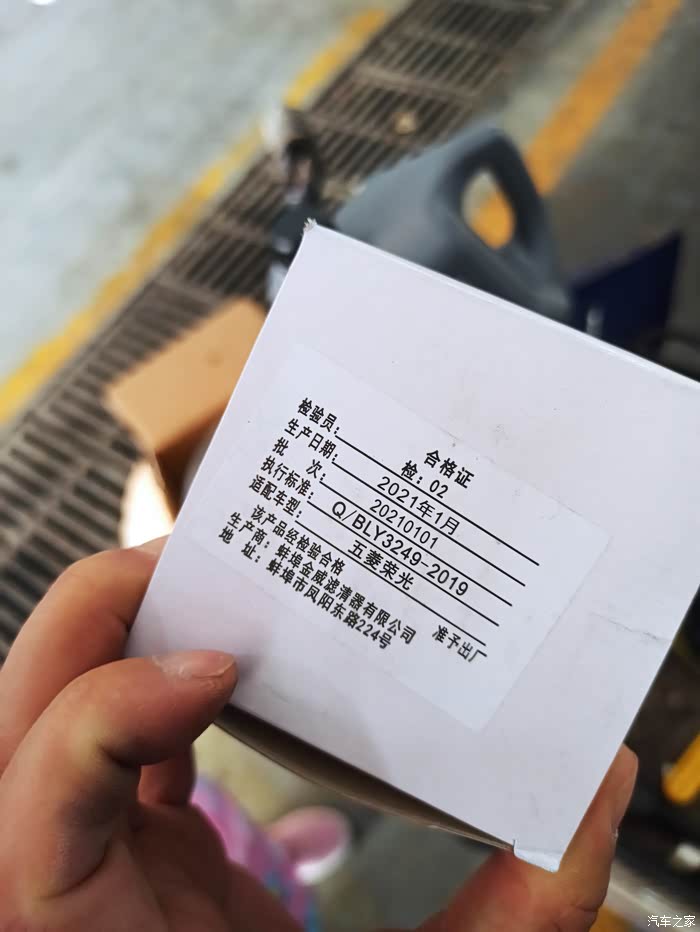 合格证
检验员：检：02
生产日期：2021年1月
批 次：20210101
执行标准：Q/BLY3249-2019
适配车型：五菱荣光
该产品经检验合格 准予出厂
生产商：蚌埠金威滤清器有限公司
地 址：蚌埠市凤阳东路224号
汽车之家